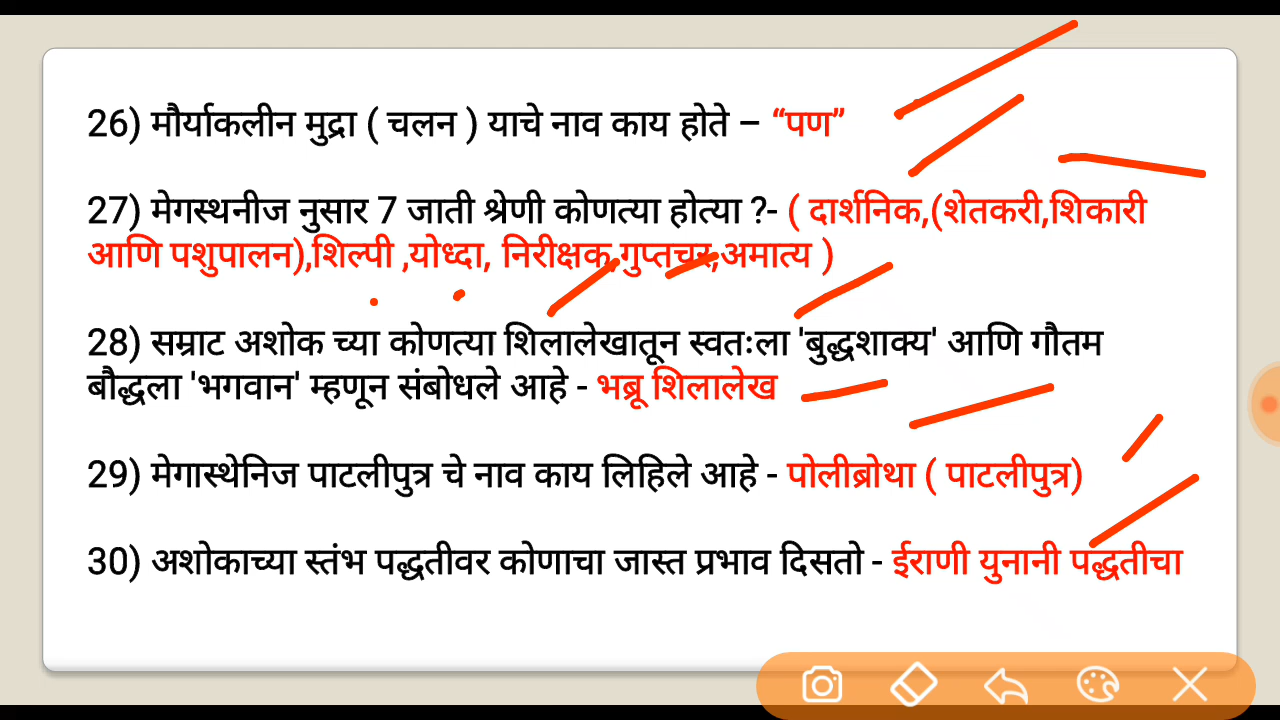 26) मौर्याकलीन मुद्रा ( चलन ) याचे नाव काय होते – “पण”
27) मेगस्थनीज नुसार 7 जाती श्रेणी कोणत्या होत्या ?- ( दार्शनिक,(शेतकरी,शिकारी
आणि पशुपालन),शिल्पी ,योध्दा, निरीक्षक,गुप्तचर,अमात्य )
28) सम्राट अशोक च्या कोणत्या शिलालेखातून स्वतःला 'बुद्धशाक्य' आणि गौतम
बौद्धला 'भगवान' म्हणून संबोधले आहे - भब्रू शिलालेख
29) मेगास्थेनिज पाटलीपुत्र चे नाव काय लिहिले आहे - पोलीब्रोथा ( पाटलीपुत्र)
30) अशोकाच्या स्तंभ पद्धतीवर कोणाचा जास्त प्रभाव दिसतो - ईराणी युनानी पद्धतीचा